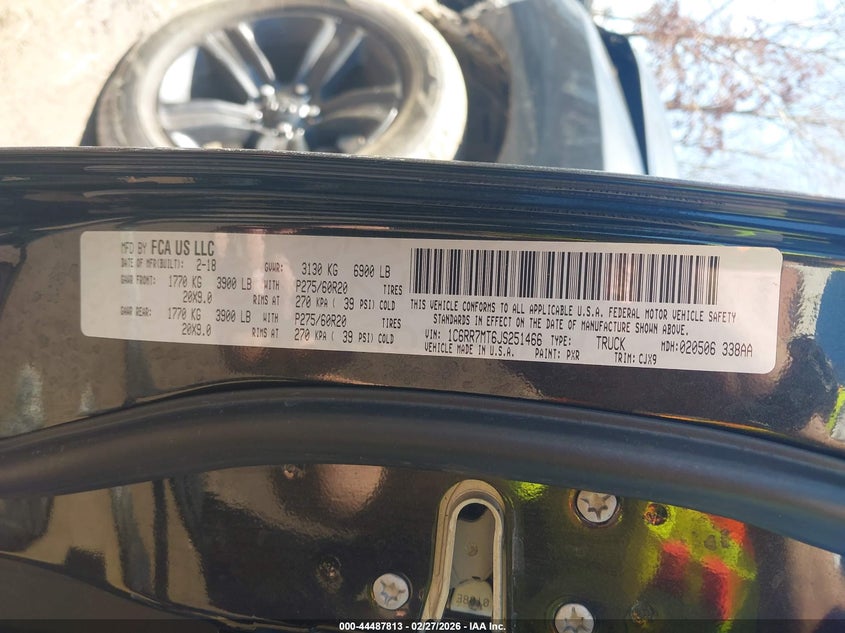 MFD BY FCA US LLC
DATE OF MFR(BUILT): 2-18 GVWR: 3130 KG 6900 LB
GAWR FRONT: 1770 KG 3900 LB WITH P275/60R20 TIRES
20X9.0 RIMS AT 270 KPA ( 39 PSI) COLD
GAWR REAR: 1770 KG 3900 LB WITH P275/60R20 TIRES
20X9.0 RIMS AT 270 KPA ( 39 PSI) COLD
THIS VEHICLE CONFORMS TO ALL APPLICABLE U.S.A. FEDERAL MOTOR VEHICLE SAFETY
STANDARDS IN EFFECT ON THE DATE OF MANUFACTURE SHOWN ABOVE.
VIN: 1C6RR7MT6JS251466 TYPE: TRUCK MDH: 020506 338AA
VEHICLE MADE IN U.S.A. PAINT: PXR TRIM: CJX9
000-44487813 - 02/27/2026 - IAA Inc.